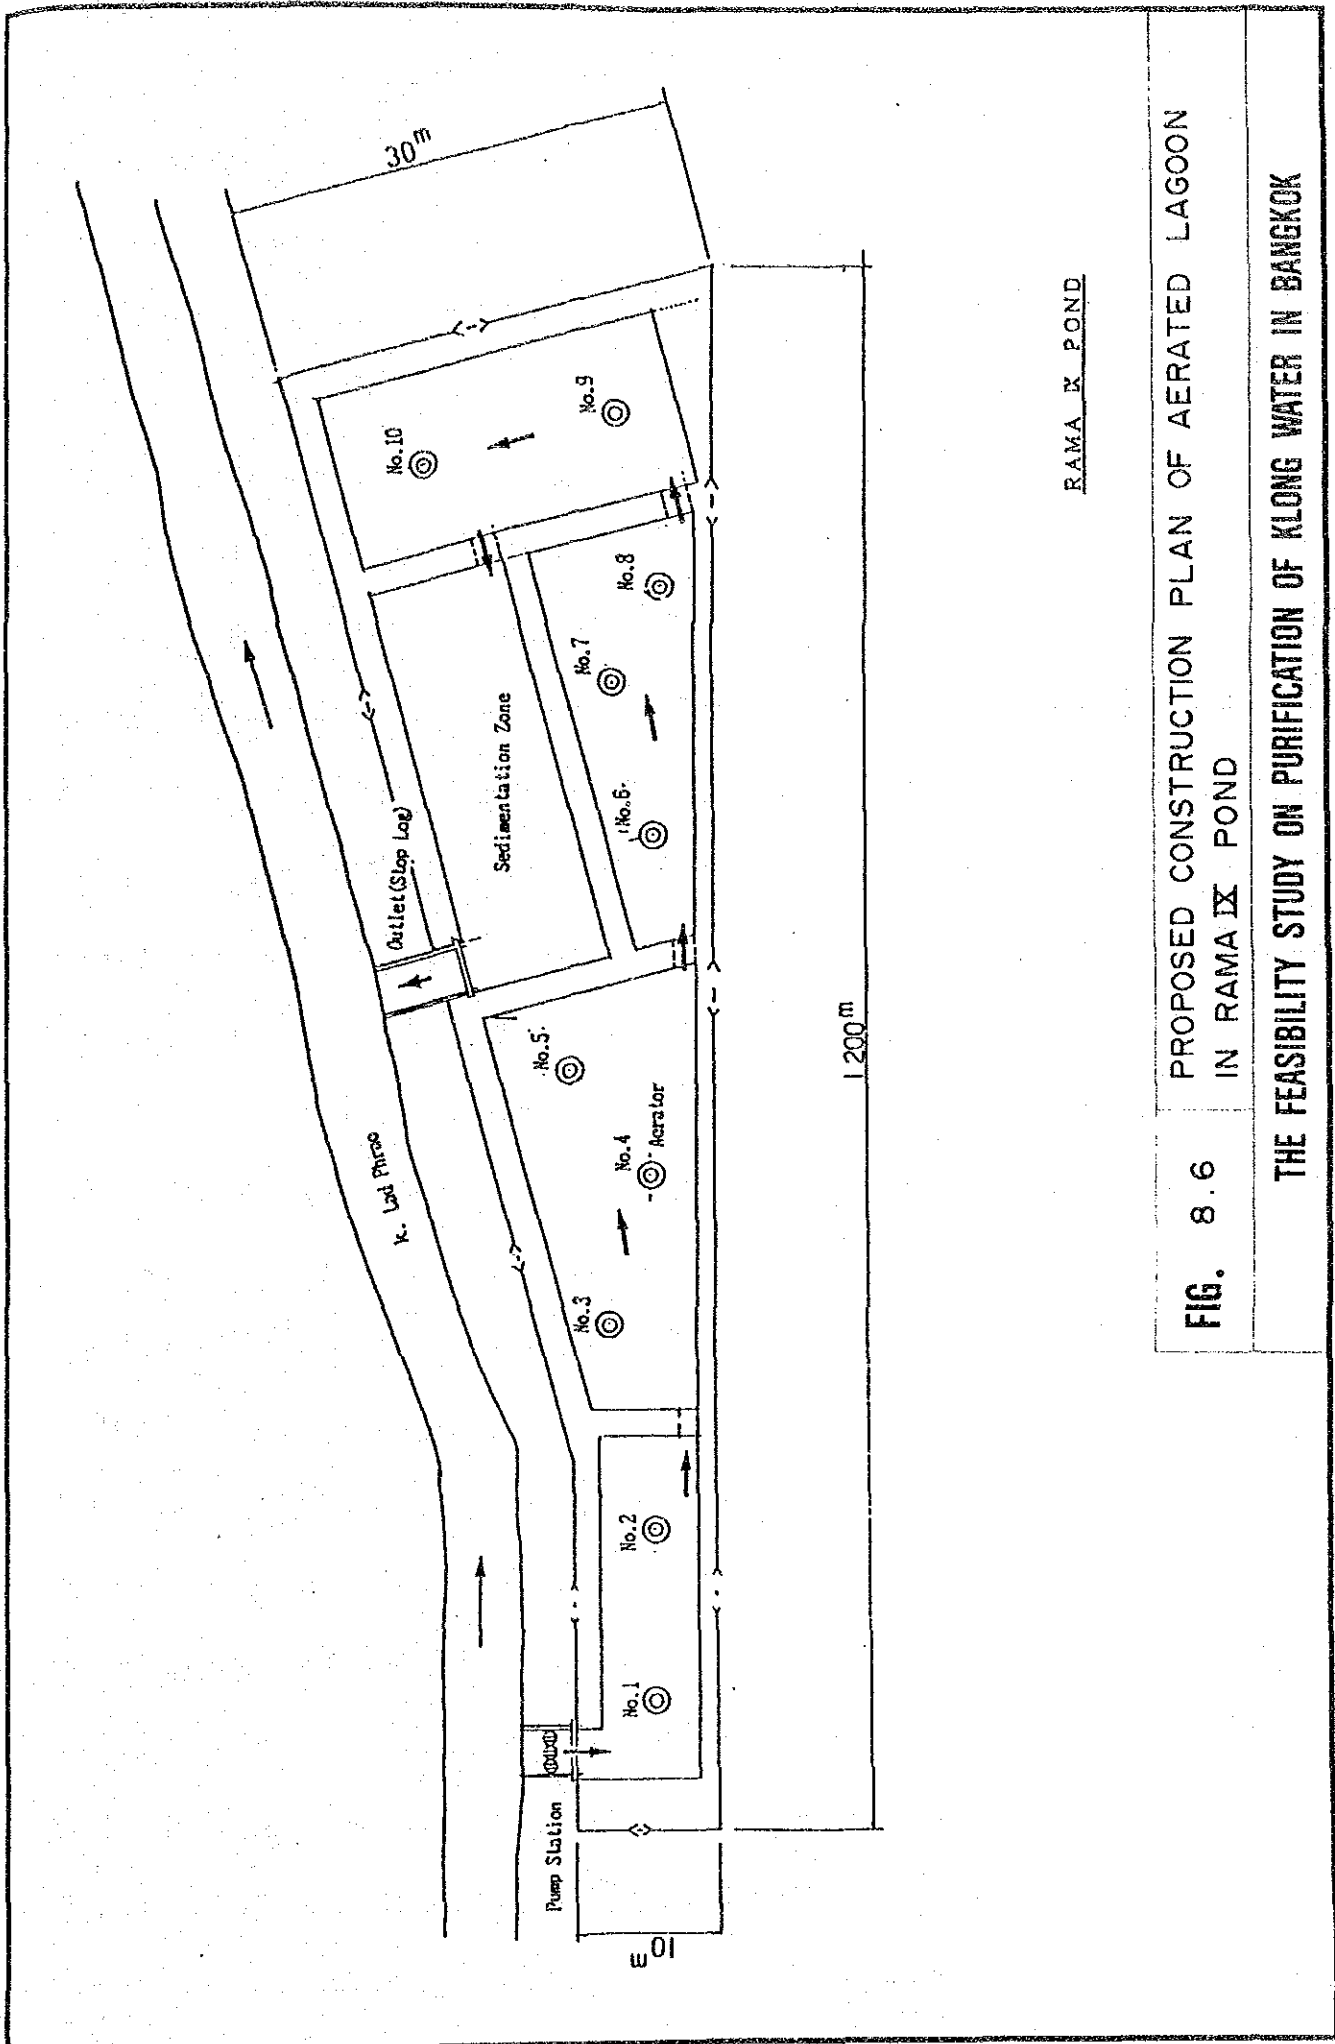 30m
K. Lad Phrao
No.10
No.9
Outlet(Stop Log)
Sedimentation Zone
No.8
No.7
No.6
No.5
No.4
Aerator
No.3
No.2
No.1
Pump Station
10m
1200m
RAMA IX POND
FIG. 8.6
PROPOSED CONSTRUCTION PLAN OF AERATED LAGOON
IN RAMA IX POND
THE FEASIBILITY STUDY ON PURIFICATION OF KLONG WATER IN BANGKOK